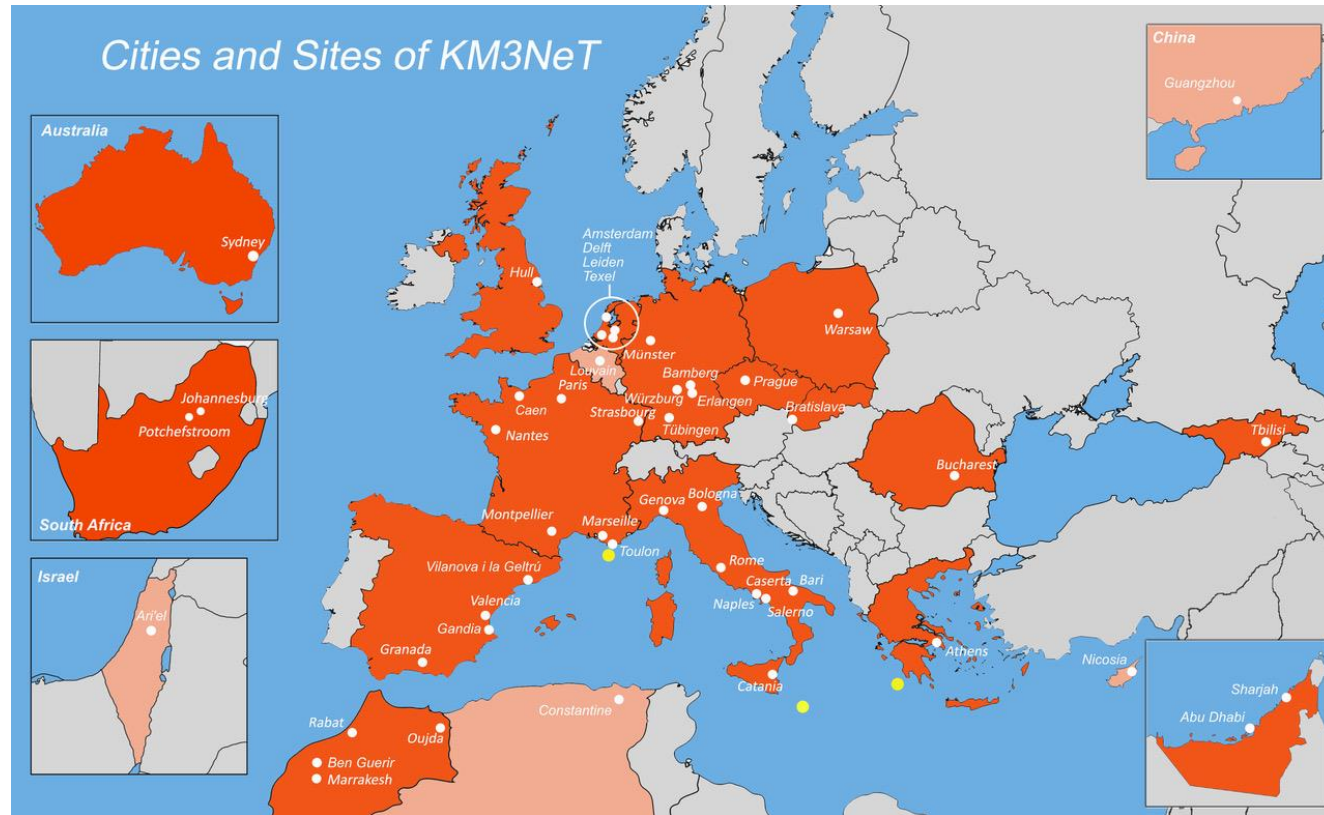 Cities and Sites of KM3NeT
China
Guangzhou
Australia
Sydney
Amsterdam
Delft
Leiden
Texel
Hull
Warsaw
Münster
Louvain
Paris
Bamberg
Prague
Johannesburg
Potchefstroom
South Africa
Caen
Würzburg
Erlangen
Strasbourg
Bratislava
Nantes
Tübingen
Tbilisi
Bucharest
Genova
Bologna
Montpellier
Marseille
Toulon
Israel
Ari'el
Vilanova i la Geltrú
Rome
Caserta
Bari
Valencia
Naples
Salerno
Gandia
Granada
Athens
Nicosia
Catania
Sharjah
Abu Dhabi
Constantine
Rabat
Oujda
Ben Guerir
Marrakesh